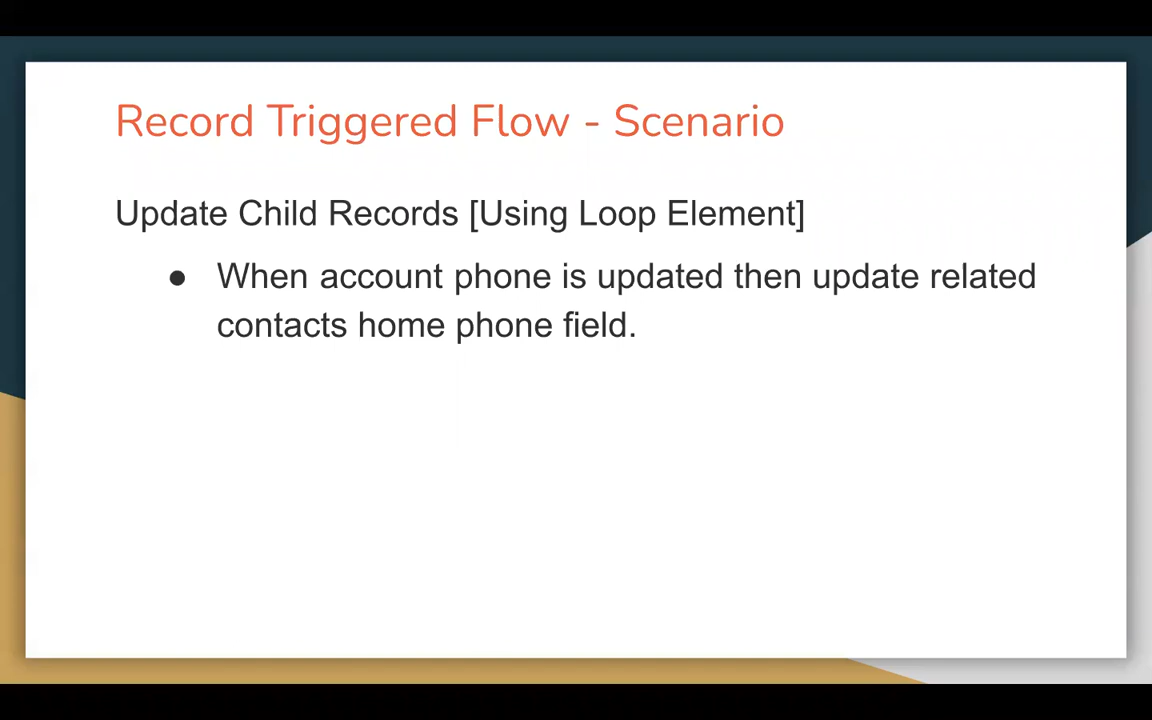 Record Triggered Flow - Scenario
Update Child Records [Using Loop Element]
● When account phone is updated then update related
contacts home phone field.